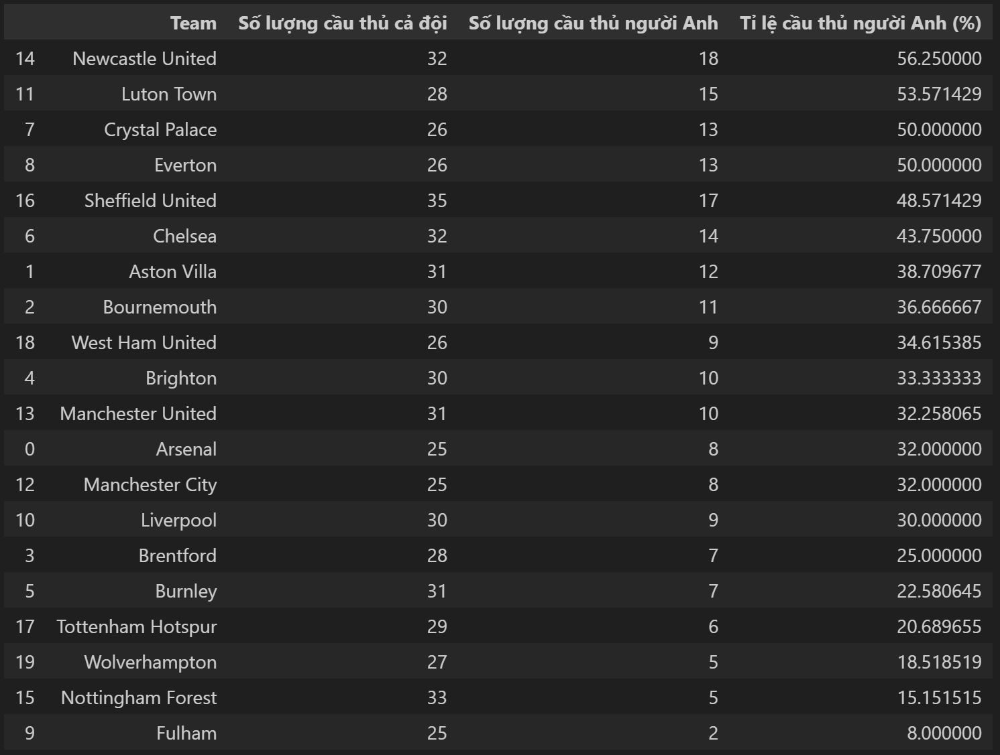 Team Số lượng cầu thủ cả đội Số lượng cầu thủ người Anh Tỉ lệ cầu thủ người Anh (%)
14 Newcastle United 32 18 56.250000
11 Luton Town 28 15 53.571429
7 Crystal Palace 26 13 50.000000
8 Everton 26 13 50.000000
16 Sheffield United 35 17 48.571429
6 Chelsea 32 14 43.750000
1 Aston Villa 31 12 38.709677
2 Bournemouth 30 11 36.666667
18 West Ham United 26 9 34.615385
4 Brighton 30 10 33.333333
13 Manchester United 31 10 32.258065
0 Arsenal 25 8 32.000000
12 Manchester City 25 8 32.000000
10 Liverpool 30 9 30.000000
3 Brentford 28 7 25.000000
5 Burnley 31 7 22.580645
17 Tottenham Hotspur 29 6 20.689655
19 Wolverhampton 27 5 18.518519
15 Nottingham Forest 33 5 15.151515
9 Fulham 25 2 8.000000